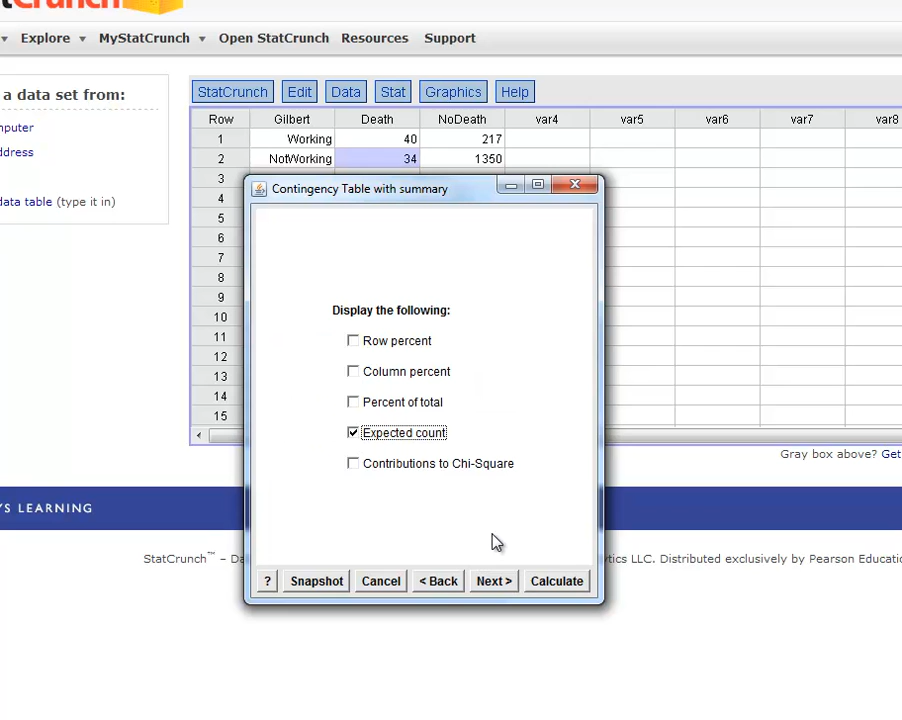 Explore MyStatCrunch Open StatCrunch Resources Support
a data set from:
StatCrunch Edit Data Stat Graphics Help
Row Gilbert Death NoDeath var4 var5 var6 var7 var8
mputer
1 Working 40 217
ddress
2 NotWorking 34 1350
3
Contingency Table with summary
data table (type it in)
4
5
6
7
8
9
10
11
12
13
14
15
Display the following:
Row percent
Column percent
Percent of total
Expected count
Contributions to Chi-Square
Gray box above? Get
YS LEARNING
StatCrunch™ – Da
ytics LLC. Distributed exclusively by Pearson Educatio
? Snapshot Cancel < Back Next > Calculate